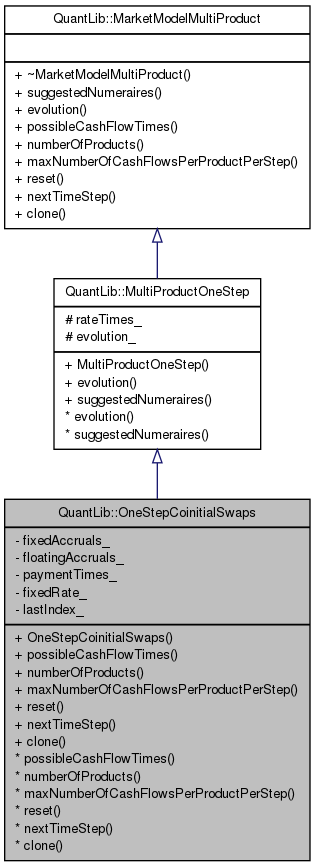 QuantLib::MarketModelMultiProduct
+ ~MarketModelMultiProduct()
+ suggestedNumeraires()
+ evolution()
+ possibleCashFlowTimes()
+ numberOfProducts()
+ maxNumberOfCashFlowsPerProductPerStep()
+ reset()
+ nextTimeStep()
+ clone()
QuantLib::MultiProductOneStep
# rateTimes_
# evolution_
+ MultiProductOneStep()
+ evolution()
+ suggestedNumeraires()
* evolution()
* suggestedNumeraires()
QuantLib::OneStepCoinitialSwaps
- fixedAccruals_
- floatingAccruals_
- paymentTimes_
- fixedRate_
- lastIndex_
+ OneStepCoinitialSwaps()
+ possibleCashFlowTimes()
+ numberOfProducts()
+ maxNumberOfCashFlowsPerProductPerStep()
+ reset()
+ nextTimeStep()
+ clone()
* possibleCashFlowTimes()
* numberOfProducts()
* maxNumberOfCashFlowsPerProductPerStep()
* reset()
* nextTimeStep()
* clone()